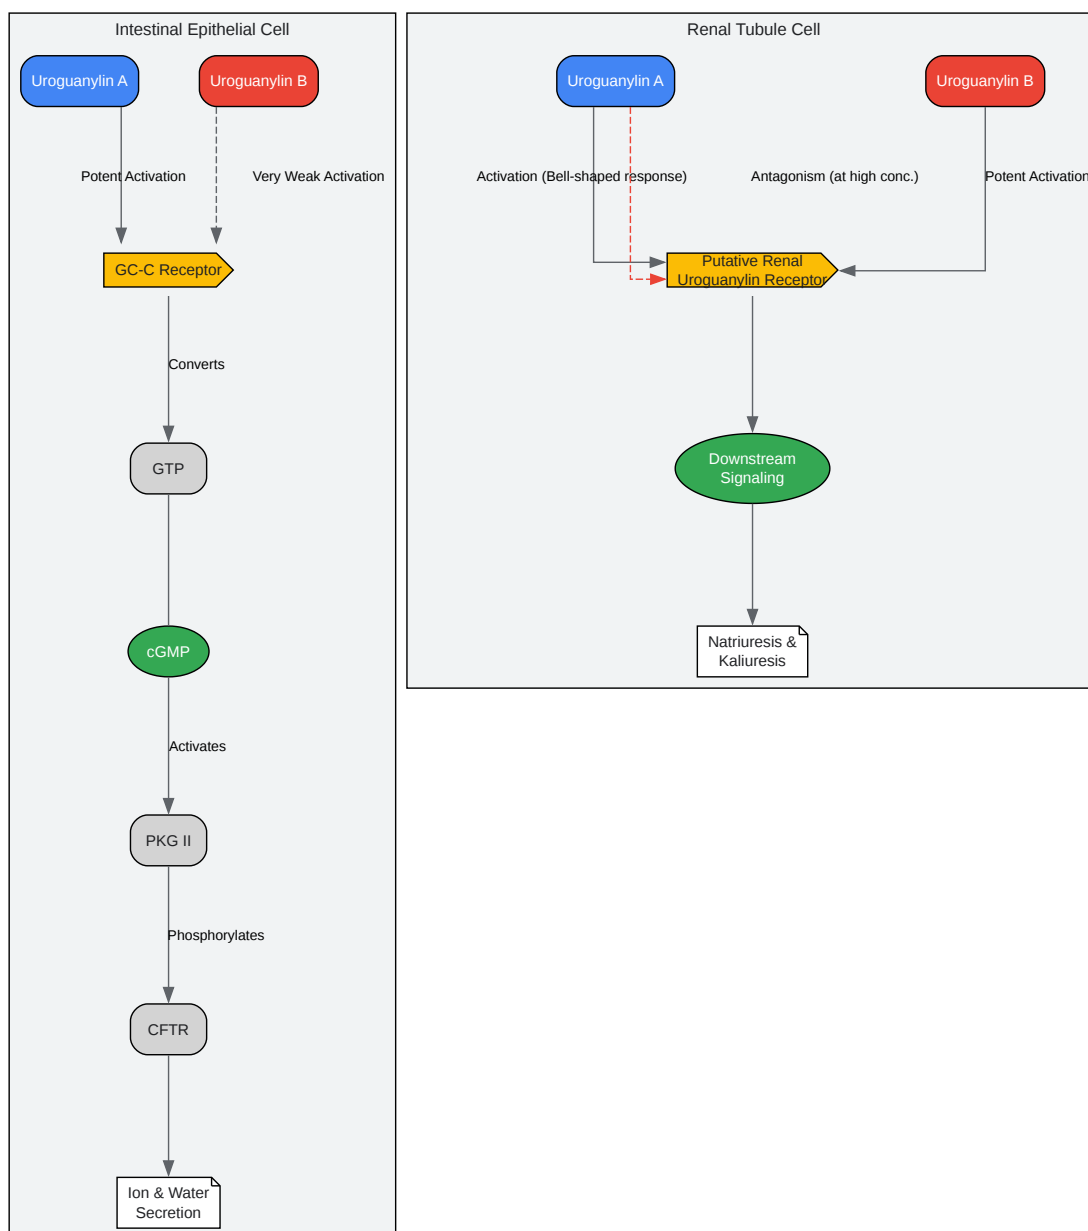 Intestinal Epithelial Cell
Uroguanylin A
Uroguanylin B
Potent Activation
Very Weak Activation
GC-C Receptor
Converts
GTP
cGMP
Activates
PKG II
Phosphorylates
CFTR
Ion & Water
Secretion
Renal Tubule Cell
Uroguanylin A
Uroguanylin B
Activation (Bell-shaped response)
Antagonism (at high conc.)
Potent Activation
Putative Renal
Uroguanylin Receptor
Downstream
Signaling
Natriuresis &
Kaliuresis